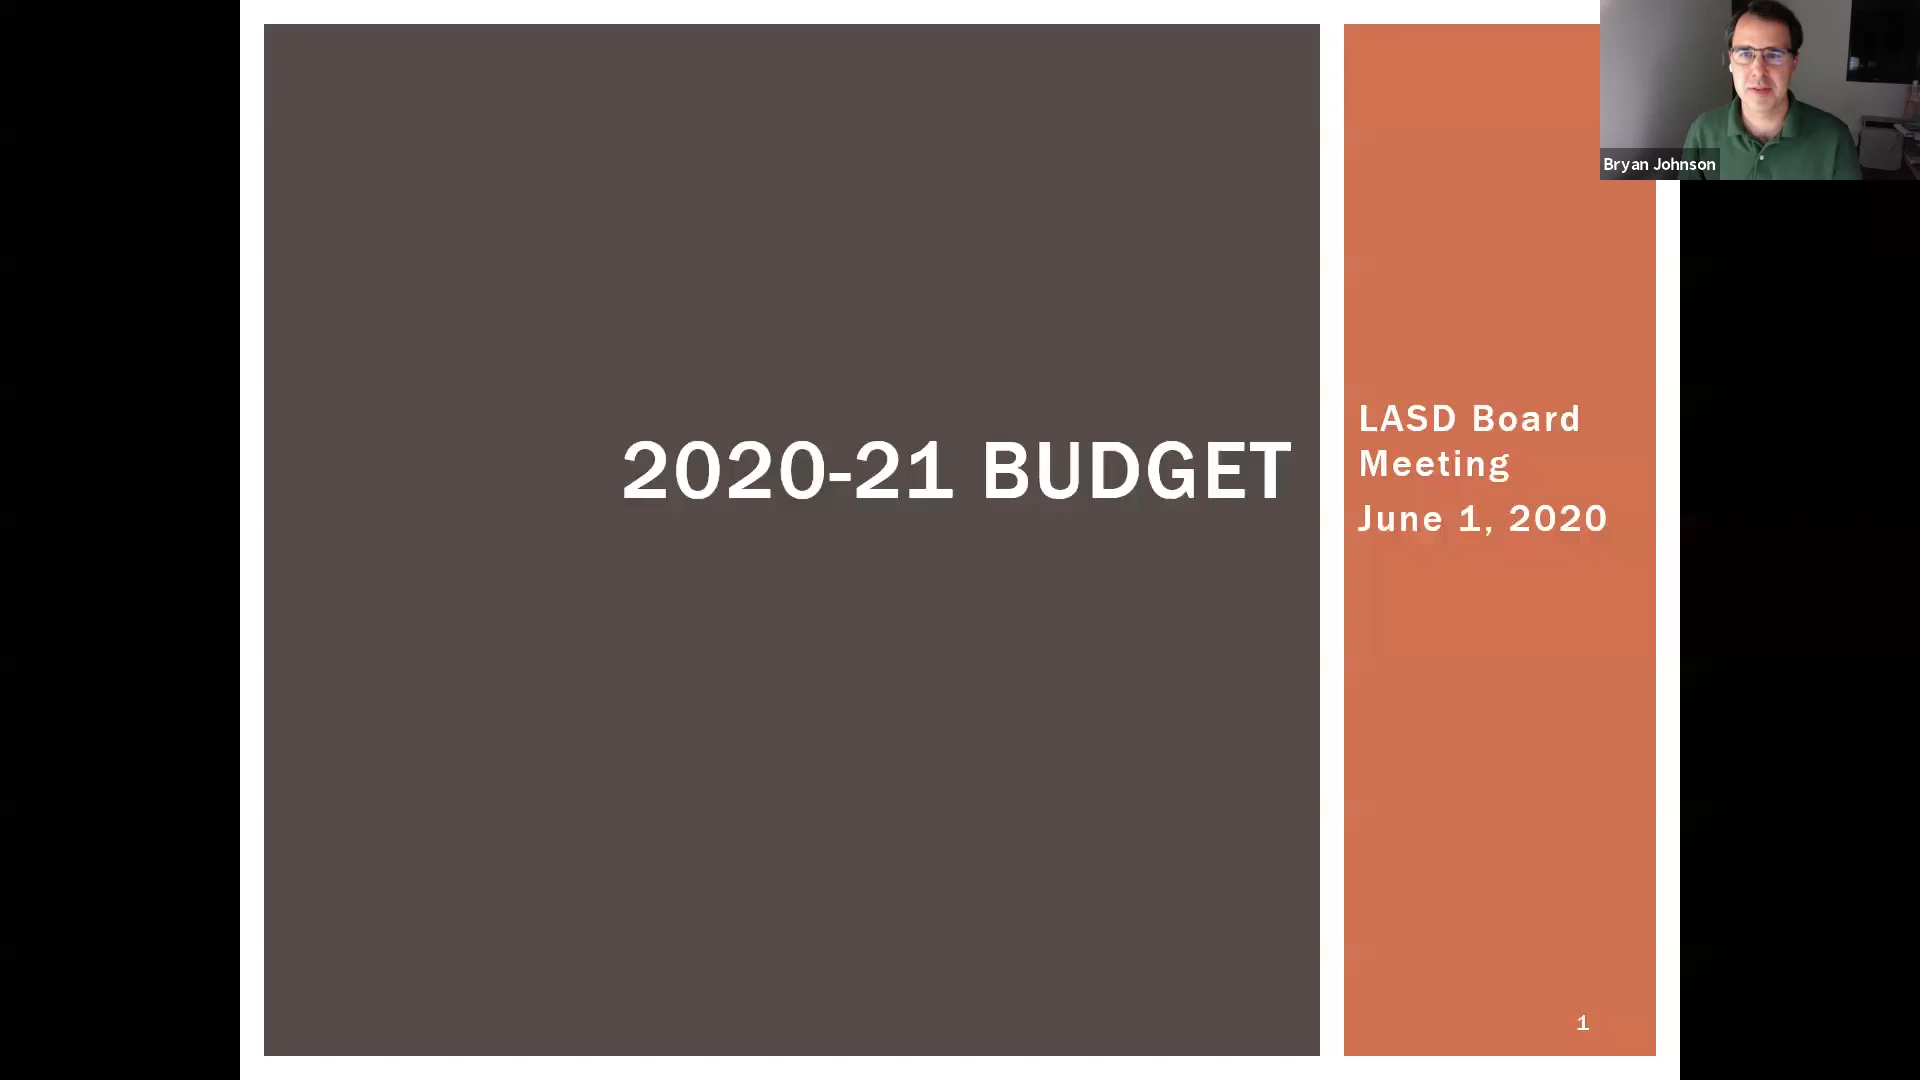 Bryan Johnson
2020-21 BUDGET
LASD Board
Meeting
June 1, 2020
1